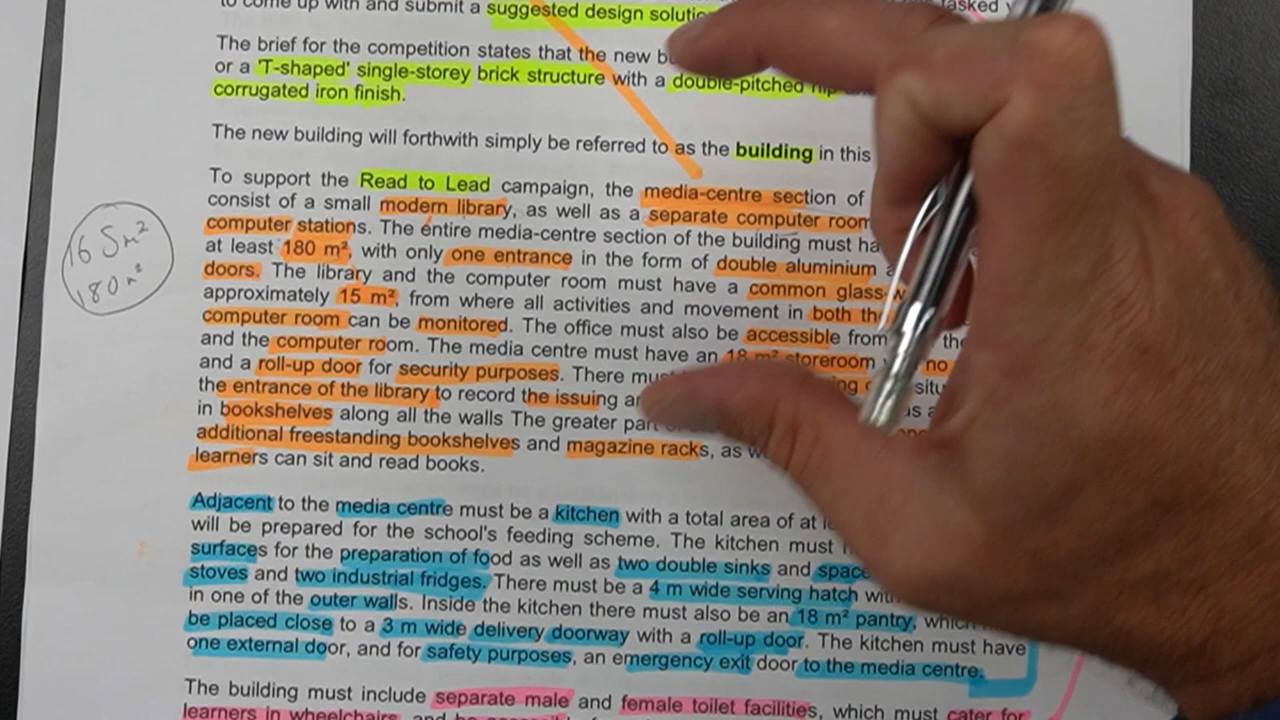 to come up with and submit a suggested design
The brief for the competition states that the new
or a 'T-shaped' single-storey brick structure with a double-pitched hip
corrugated iron finish.
The new building will forthwith simply be referred to as the building in this
To support the Read to Lead campaign, the media-centre section of
consist of a small modern library, as well as a separate computer room
computer stations. The entire media-centre section of the building must
at least 180 m², with only one entrance in the form of double aluminium
doors. The library and the computer room must have a common
approximately 15 m², from where all activities and movement in both
computer room can be monitored. The office must also be accessible from
and the computer room. The media centre must have an 18 m² storeroom no
and a roll-up door for security purposes. There
the entrance of the library to record the issuing
in bookshelves along all the walls The greater part
additional freestanding bookshelves and magazine racks, as
learners can sit and read books.
Adjacent to the media centre must be a kitchen with a total area of at
will be prepared for the school's feeding scheme. The kitchen must
surfaces for the preparation of food as well as two double sinks and space
stoves and two industrial fridges. There must be a 4 m wide serving hatch
in one of the outer walls. Inside the kitchen there must also be an 18 m² pantry, which
be placed close to a 3 m wide delivery doorway with a roll-up door. The kitchen must have
one external door, and for safety purposes, an emergency exit door to the media centre.
The building must include separate male and female toilet facilities, which must cater for
learners in wheelchairs, and
165m²
180m²